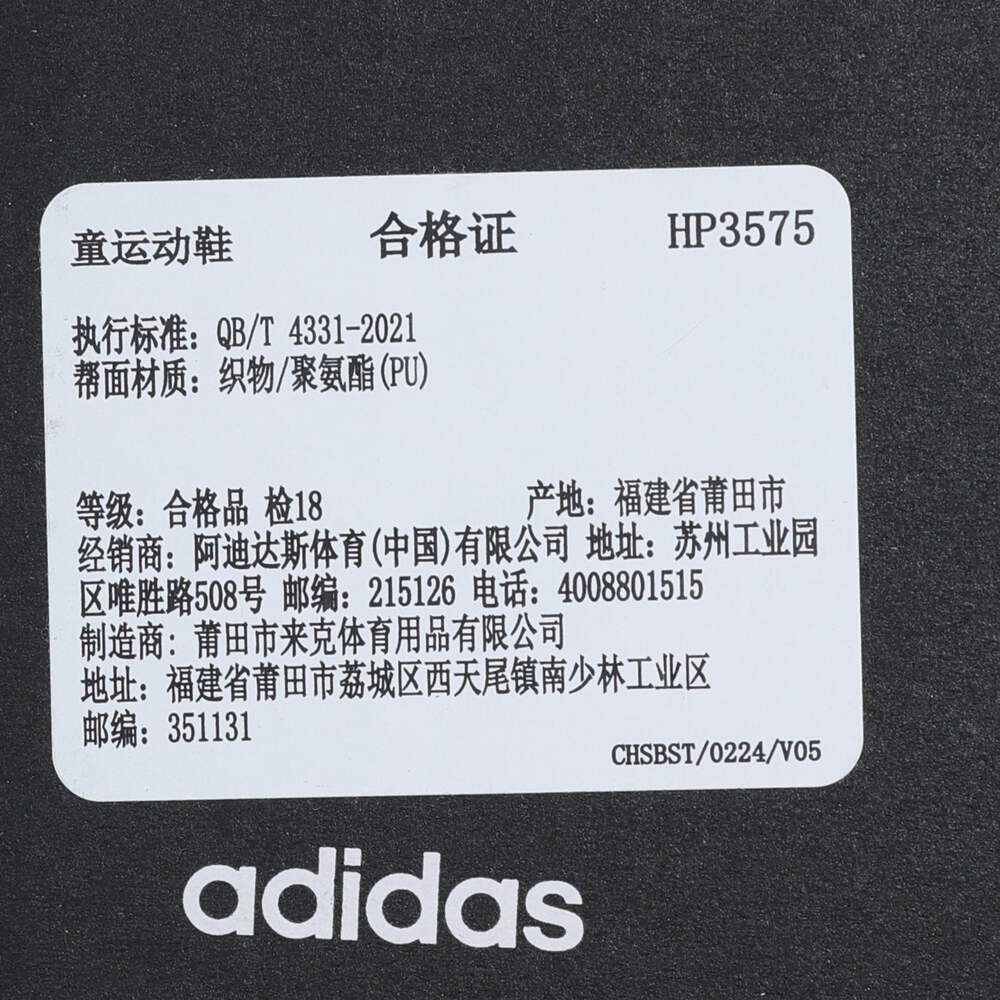 童运动鞋 合格证 HP3575
执行标准：QB/T 4331-2021
帮面材质：织物/聚氨酯(PU)
等级：合格品 检18 产地：福建省莆田市
经销商：阿迪达斯体育(中国)有限公司 地址：苏州工业园
区唯胜路508号 邮编：215126 电话：4008801515
制造商：莆田市来克体育用品有限公司
地址：福建省莆田市荔城区西天尾镇南少林工业区
邮编：351131
CHSBST/0224/V05
adidas